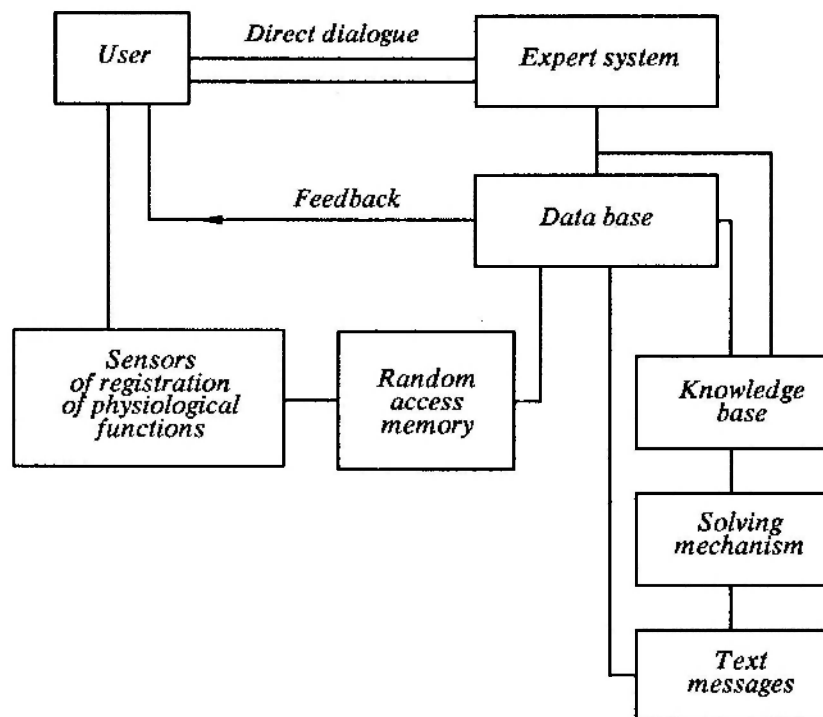 User
Direct dialogue
Expert system
Feedback
Data base
Sensors
of registration
of physiological
functions
Random
access
memory
Knowledge
base
Solving
mechanism
Text
messages